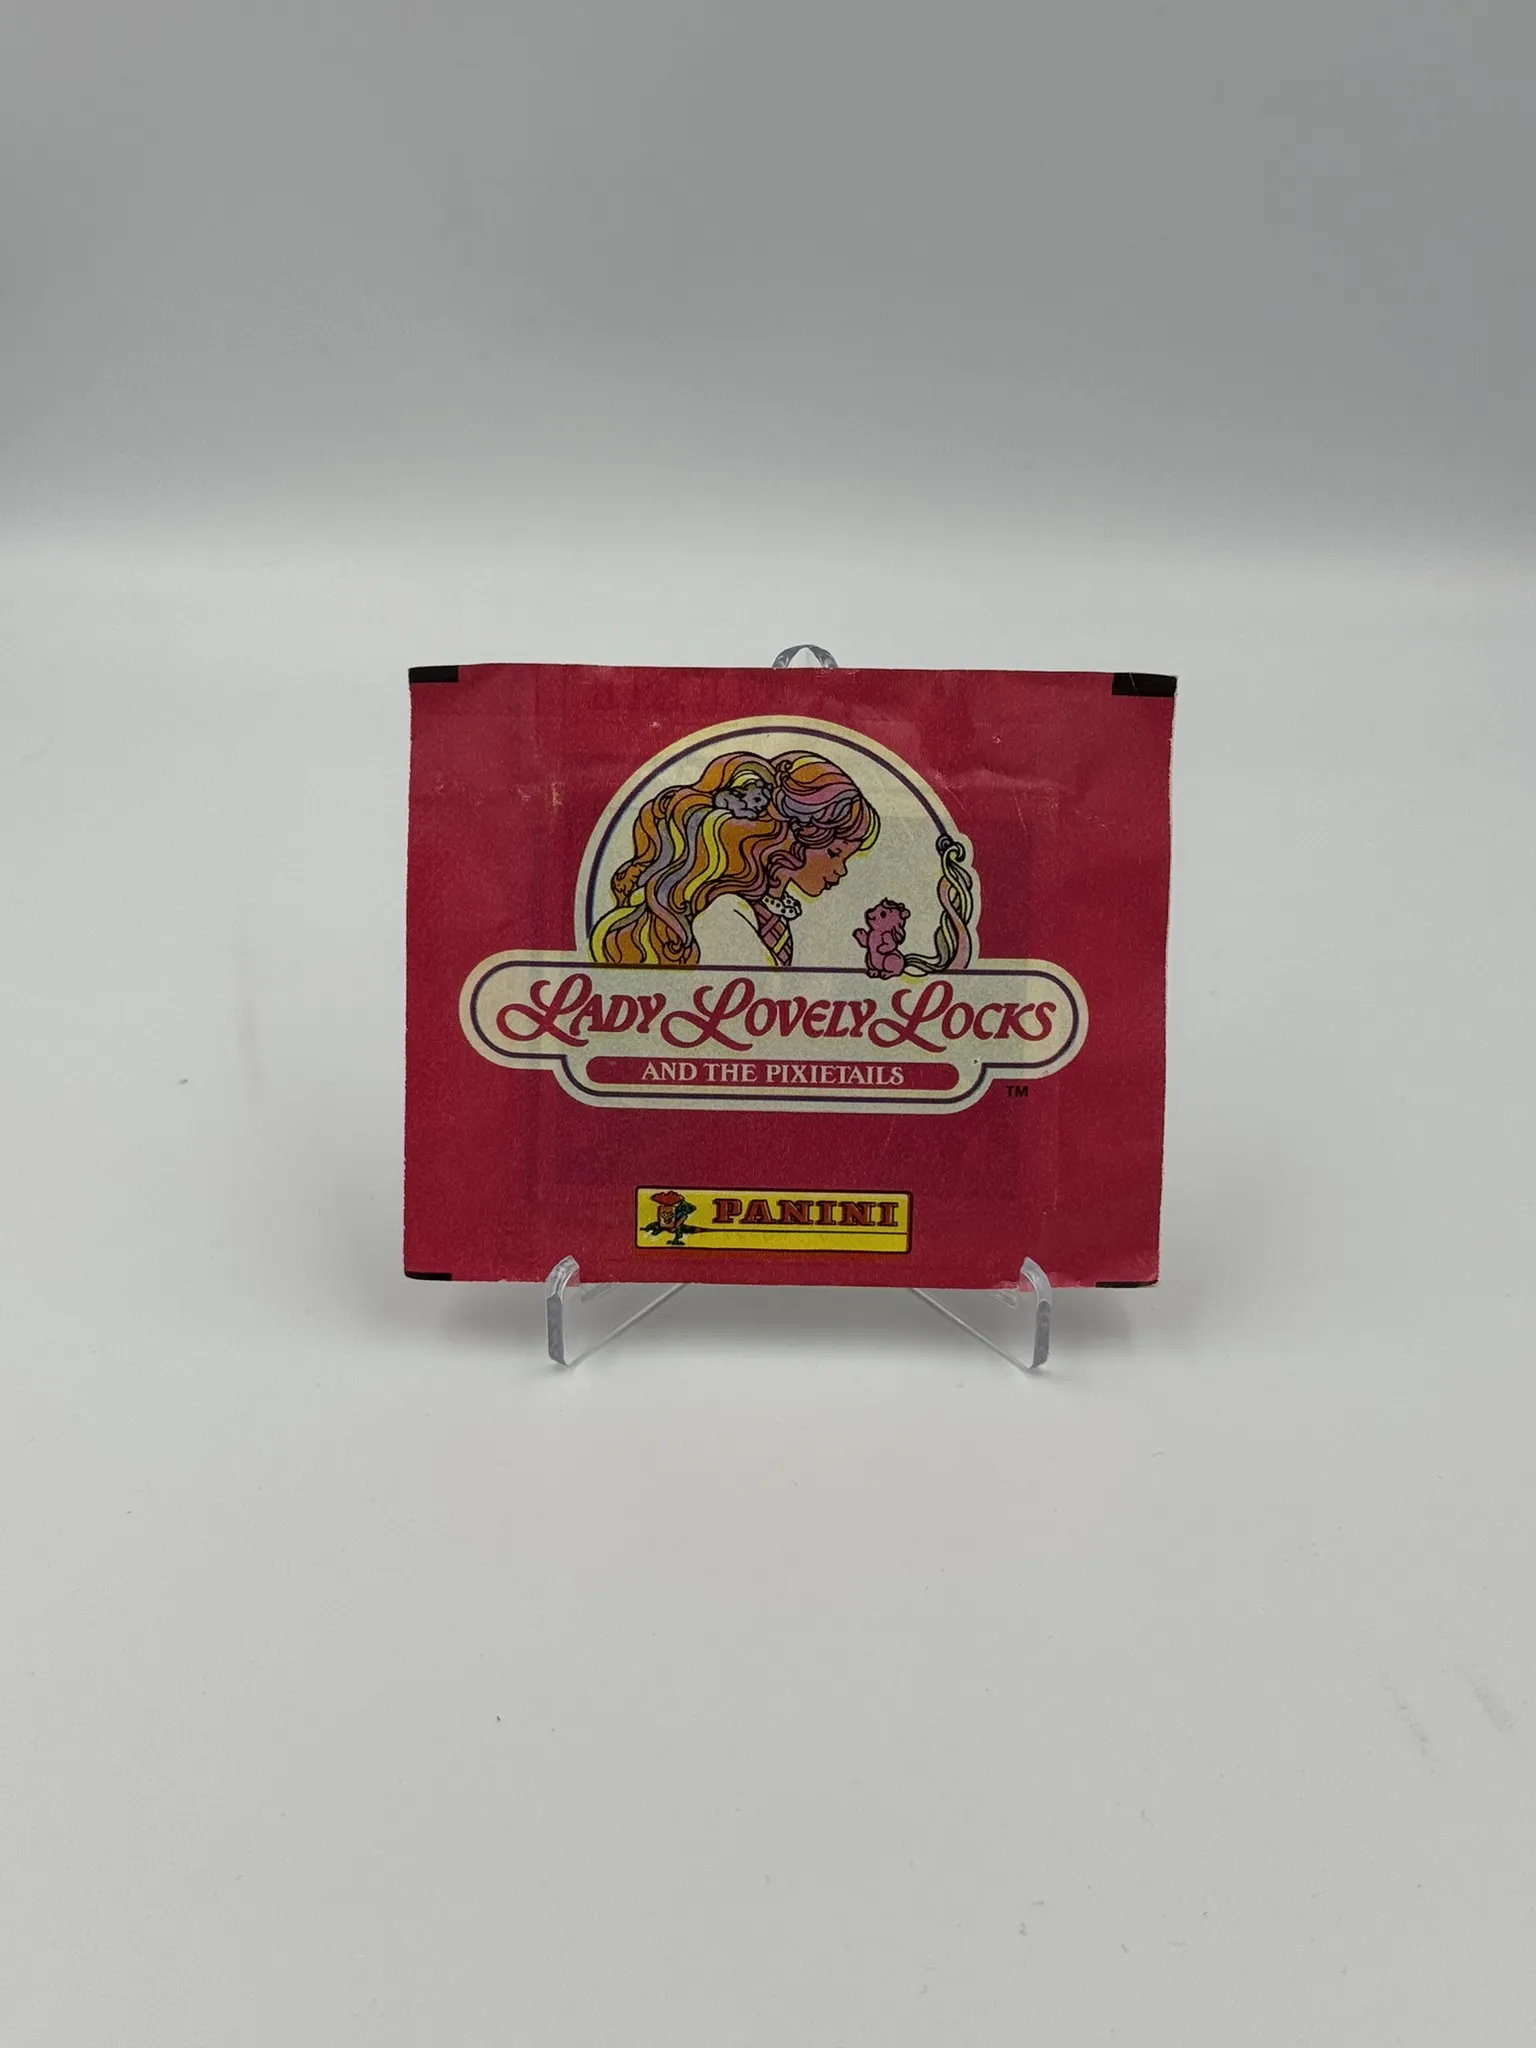 LADY LOVELY LOCKS
AND THE PIXIETAILS
TM
PANINI